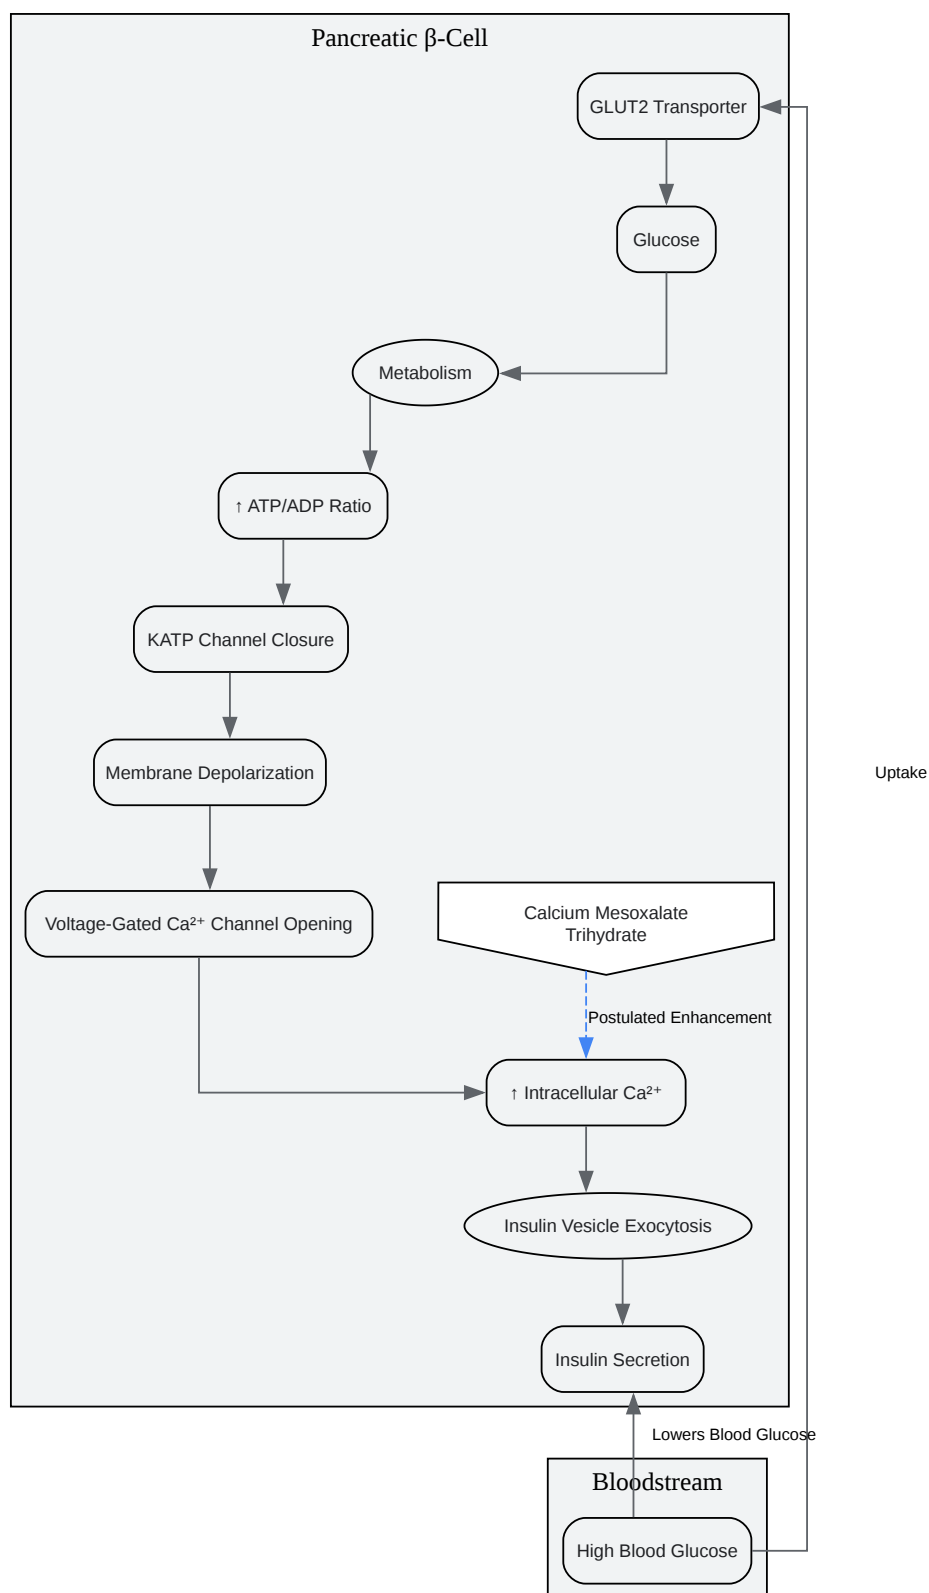 Pancreatic β-Cell
GLUT2 Transporter
Glucose
Metabolism
↑ ATP/ADP Ratio
KATP Channel Closure
Membrane Depolarization
Uptake
Voltage-Gated Ca²⁺ Channel Opening
Calcium Mesoxalate
Trihydrate
Postulated Enhancement
↑ Intracellular Ca²⁺
Insulin Vesicle Exocytosis
Insulin Secretion
Lowers Blood Glucose
Bloodstream
High Blood Glucose